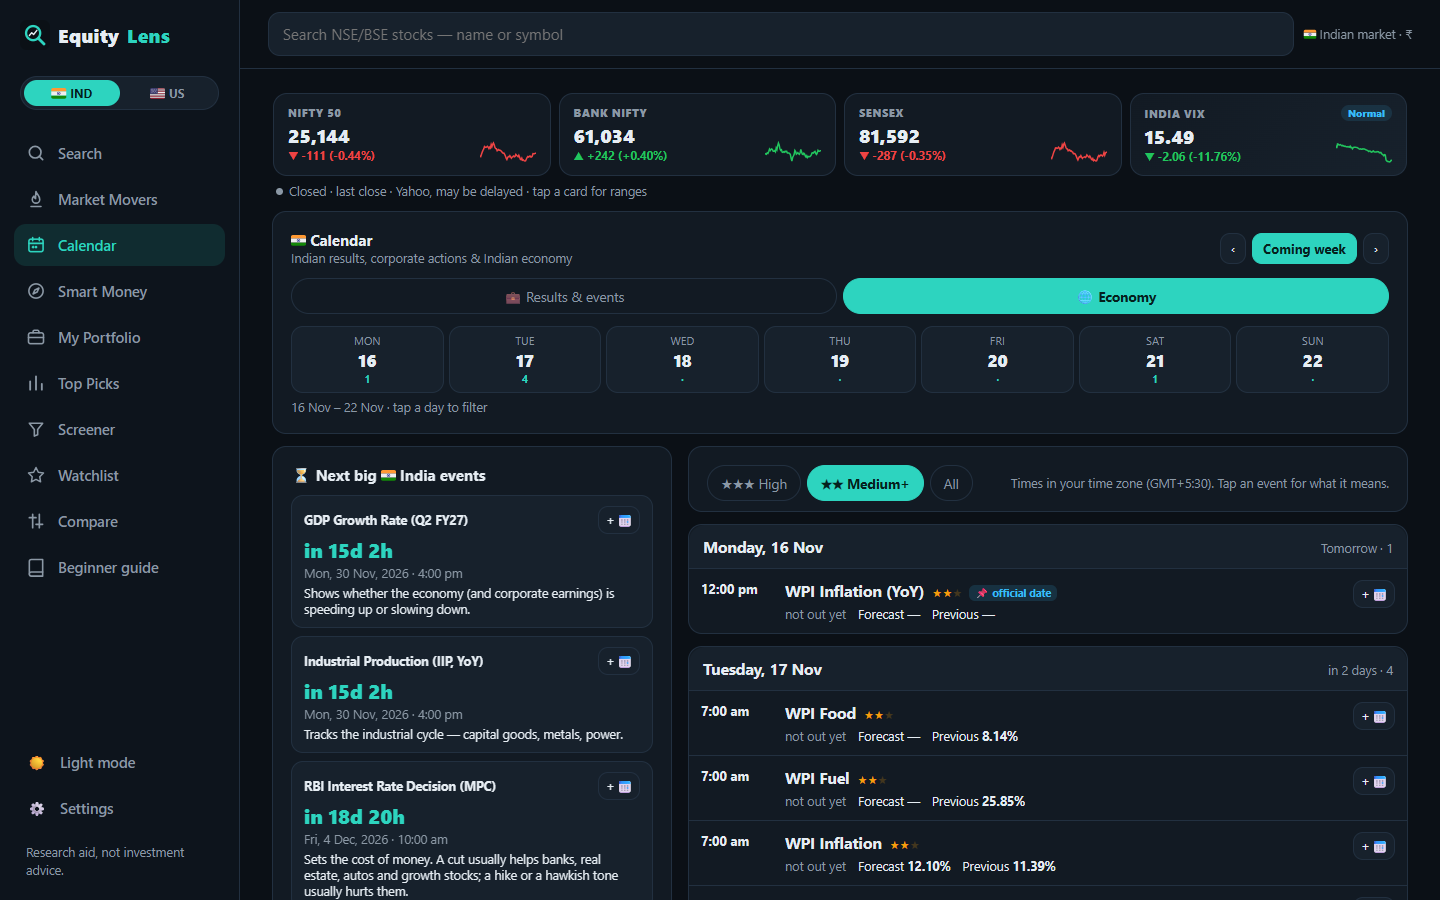 Equity Lens
Search NSE/BSE stocks — name or symbol
Indian market · ₹
IND
US
Search
Market Movers
Calendar
Smart Money
My Portfolio
Top Picks
Screener
Watchlist
Compare
Beginner guide
Light mode
Settings
Research aid, not investment
advice.
NIFTY 50
25,144
▼ -111 (-0.44%)
BANK NIFTY
61,034
▲ +242 (+0.40%)
SENSEX
81,592
▼ -287 (-0.35%)
INDIA VIX
Normal
15.49
▼ -2.06 (-11.76%)
Closed · last close · Yahoo, may be delayed · tap a card for ranges
Calendar
Indian results, corporate actions & Indian economy
‹ Coming week ›
Results & events
Economy
MON
16
1
TUE
17
4
WED
18
·
THU
19
·
FRI
20
·
SAT
21
1
SUN
22
·
16 Nov – 22 Nov · tap a day to filter
Next big India events
GDP Growth Rate (Q2 FY27)
+
in 15d 2h
Mon, 30 Nov, 2026 · 4:00 pm
Shows whether the economy (and corporate earnings) is
speeding up or slowing down.
Industrial Production (IIP, YoY)
+
in 15d 2h
Mon, 30 Nov, 2026 · 4:00 pm
Tracks the industrial cycle — capital goods, metals, power.
RBI Interest Rate Decision (MPC)
+
in 18d 20h
Fri, 4 Dec, 2026 · 10:00 am
Sets the cost of money. A cut usually helps banks, real
estate, autos and growth stocks; a hike or a hawkish tone
usually hurts them.
★★★ High
★★ Medium+
All
Times in your time zone (GMT+5:30). Tap an event for what it means.
Monday, 16 Nov
Tomorrow · 1
12:00 pm
WPI Inflation (YoY) ★★★ official date
+
not out yet Forecast — Previous —
Tuesday, 17 Nov
in 2 days · 4
7:00 am
WPI Food ★★★
+
not out yet Forecast — Previous 8.14%
7:00 am
WPI Fuel ★★★
+
not out yet Forecast — Previous 25.85%
7:00 am
WPI Inflation ★★★
+
not out yet Forecast 12.10% Previous 11.39%